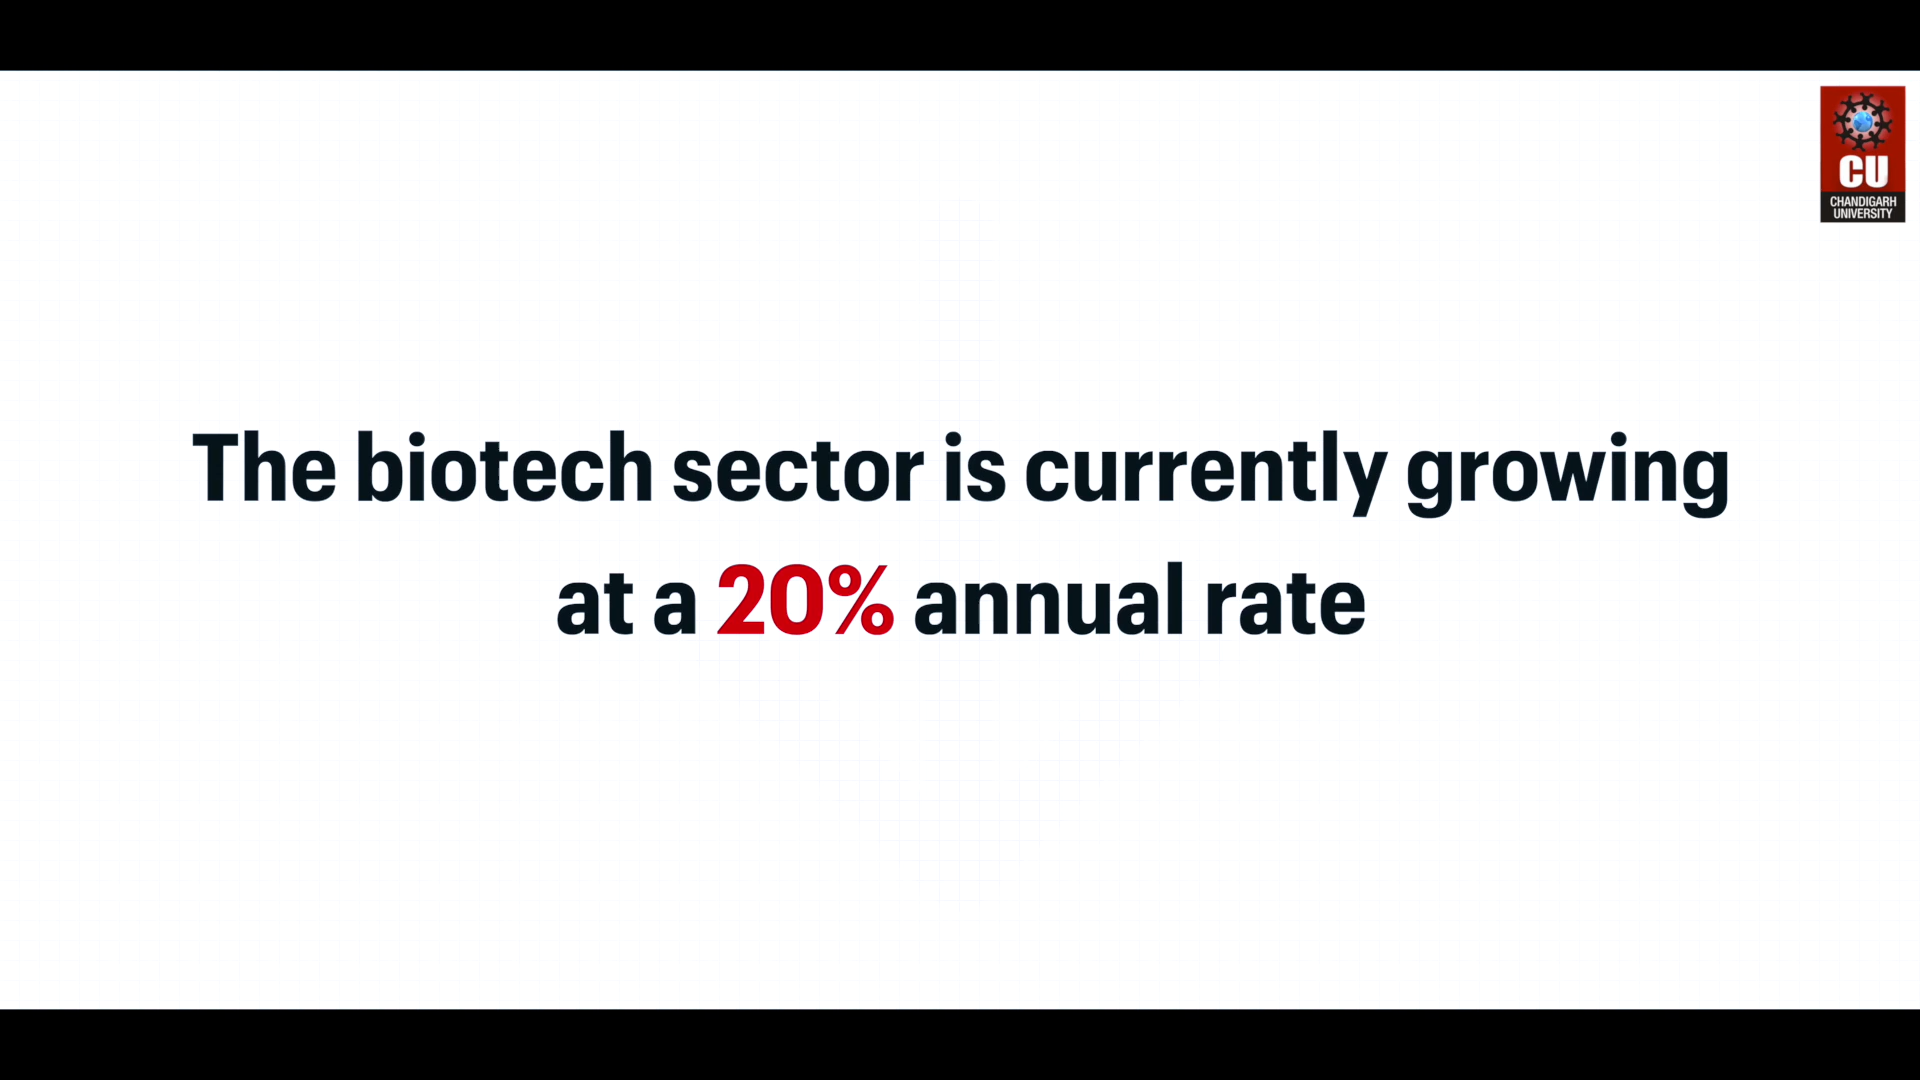 CU
CHANDIGARH
UNIVERSITY
The biotech sector is currently growing
at a 20% annual rate